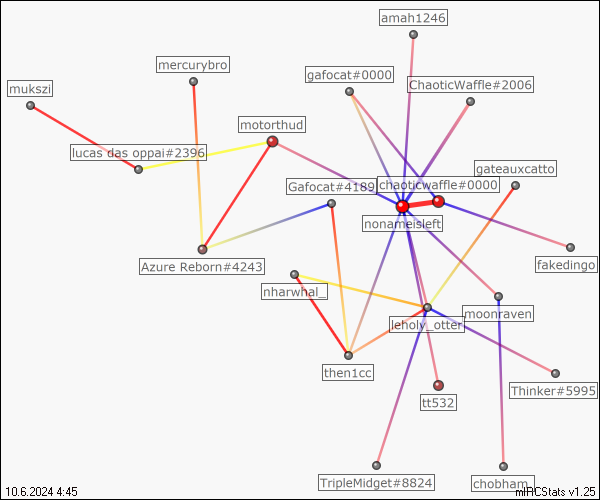 amah1246
mercurybro
gafocat#0000
ChaoticWaffle#2006
mukszi
motorthud
lucas das oppai#2396
gateauxcatto
Gafocat#4189
chaoticwaffle#0000
nonameisleft
Azure Reborn#4243
fakedingo
nharwhal_
moonraven
leholy_otter
then1cc
Thinker#5995
tt532
TripleMidget#8824
chobham_
10.6.2024 4:45
mIRCStats v1.25